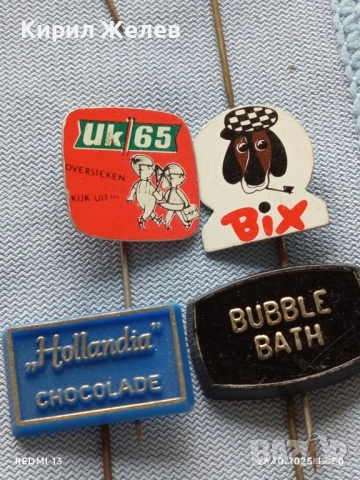 Кирил Желев
Uk 65
OVERSTEKEN
KIJK UIT!!!
BiX
„Hollandia"
CHOCOLADE
BUBBLE
BATH
REDMI 13